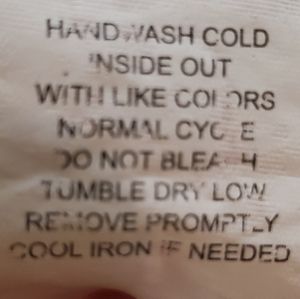 HANDWASH COLD
INSIDE OUT
WITH LIKE COLORS
NORMAL CYCLE
DO NOT BLEACH
TUMBLE DRY LOW
REMOVE PROMPTLY
COOL IRON IF NEEDED